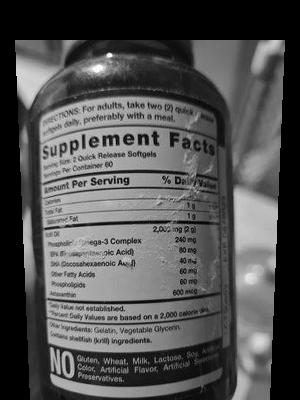 DIRECTIONS: For adults, take two (2) quick
softgels daily, preferably with a meal.
Supplement Facts
Serving Size: 2 Quick Release Softgels
Servings Per Container 60
Amount Per Serving % Daily Value
Calories
Total Fat 1 g
Saturated Fat 1 g
Krill Oil 2,000 mg (2 g)
Phospholipid Omega-3 Complex 240 mg
EPA (Eicosapentaenoic Acid) 80 mg
DHA (Docosahexaenoic Acid) 40 mg
Other Fatty Acids 60 mg
Phospholipids 60 mg
Astaxanthin 600 mcg
Daily Value not established.
*Percent Daily Values are based on a 2,000 calorie diet.
Other Ingredients: Gelatin, Vegetable Glycerin.
Contains shellfish (krill) ingredients.
NO Gluten, Wheat, Milk, Lactose, Soy,
Color, Artificial Flavor, Artificial
Preservatives.